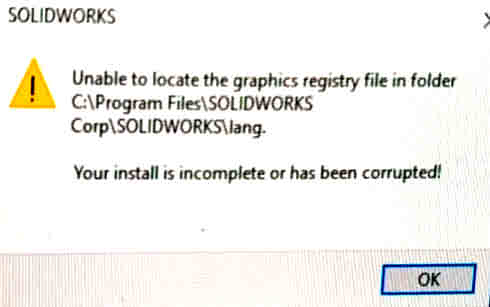 SOLIDWORKS
Unable to locate the graphics registry file in folder
C:\Program Files\SOLIDWORKS
Corp\SOLIDWORKS\lang.
Your install is incomplete or has been corrupted!
OK